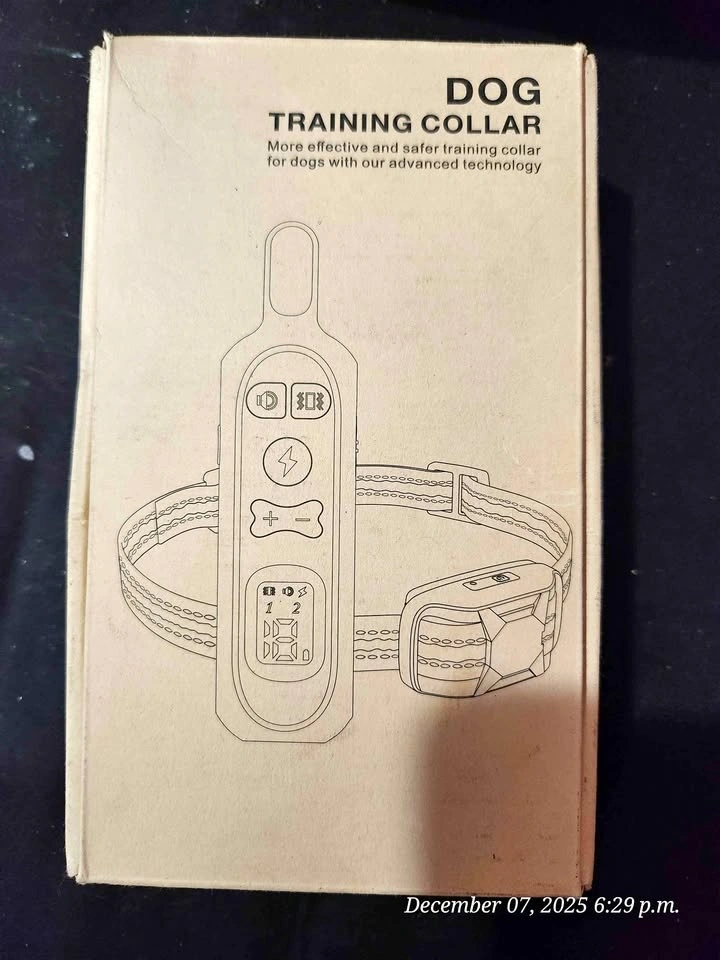 DOG
TRAINING COLLAR
More effective and safer training collar
for dogs with our advanced technology
+ -
1 2
18
December 07, 2025 6:29 p.m.